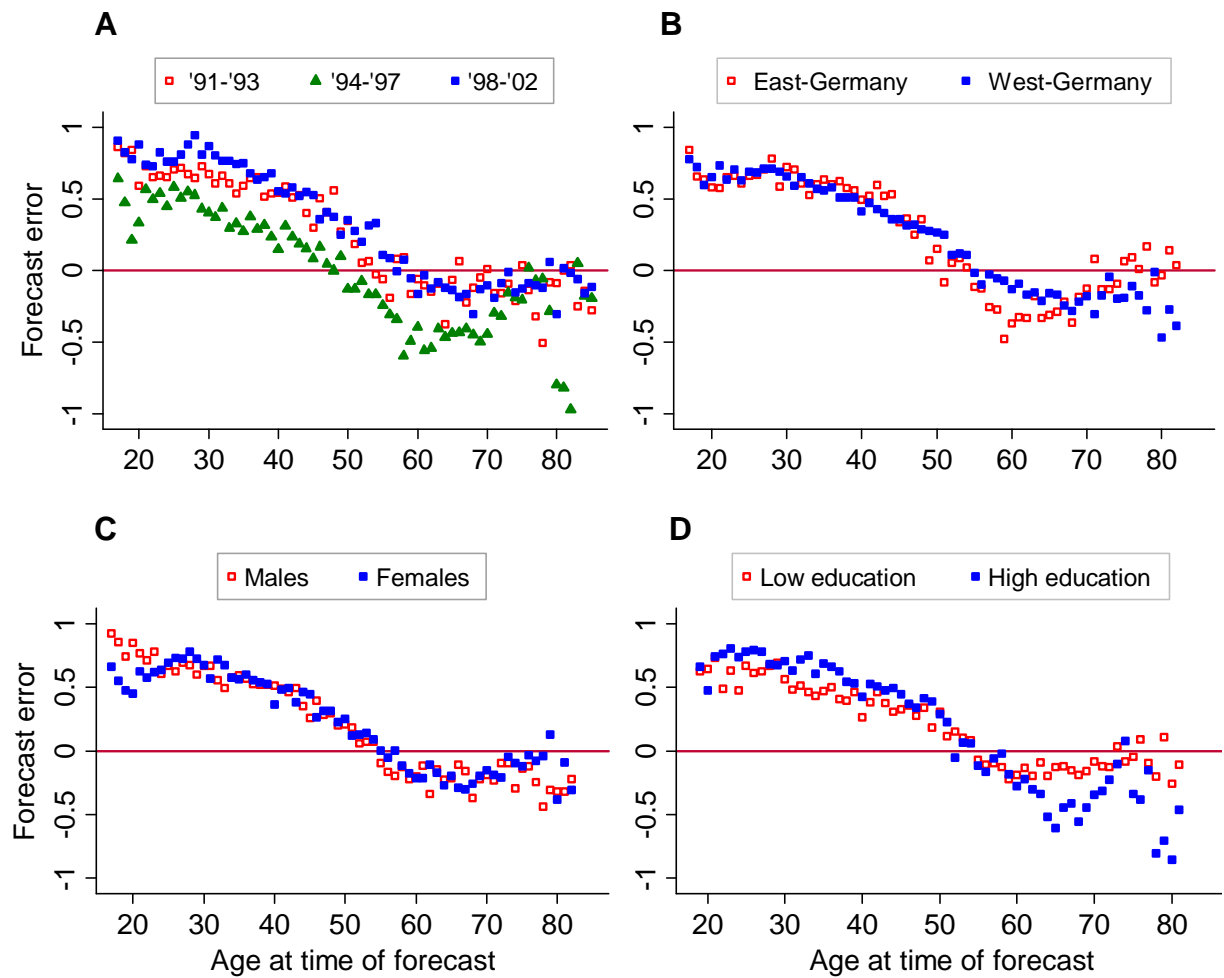 A
'91-'93 '94-'97 '98-'02
Forecast error
1
0.5
0
-0.5
-1
20 30 40 50 60 70 80
B
East-Germany West-Germany
1
0.5
0
-0.5
-1
20 30 40 50 60 70 80
C
Males Females
Forecast error
1
0.5
0
-0.5
-1
20 30 40 50 60 70 80
Age at time of forecast
D
Low education High education
1
0.5
0
-0.5
-1
20 30 40 50 60 70 80
Age at time of forecast